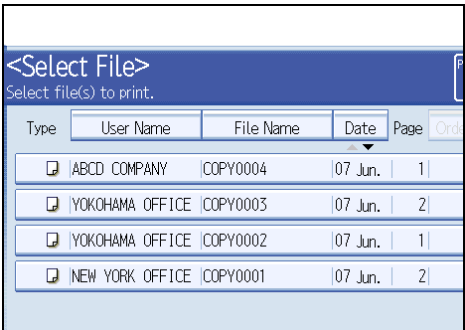 <Select File>
P
Select file(s) to print.
Type User Name File Name Date Page Orde
ABCD COMPANY COPY0004 07 Jun. 1
YOKOHAMA OFFICE COPY0003 07 Jun. 2
YOKOHAMA OFFICE COPY0002 07 Jun. 1
NEW YORK OFFICE COPY0001 07 Jun. 2